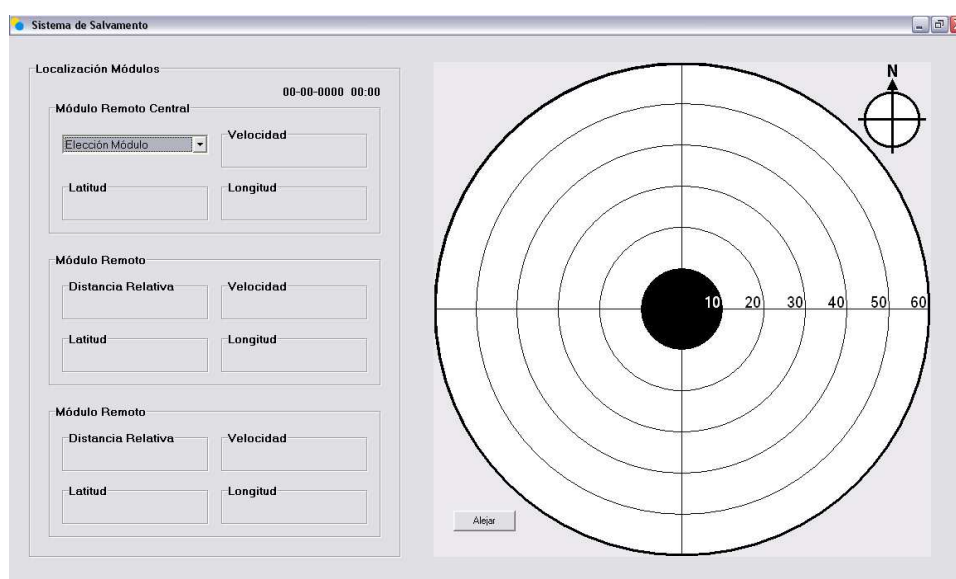 Sistema de Salvamento
Localización Módulos
00-00-0000 00:00
Módulo Remoto Central
Elección Módulo
Velocidad
Latitud
Longitud
Módulo Remoto
Distancia Relativa
Velocidad
Latitud
Longitud
Módulo Remoto
Distancia Relativa
Velocidad
Latitud
Longitud
N
10 20 30 40 50 60
Alejar